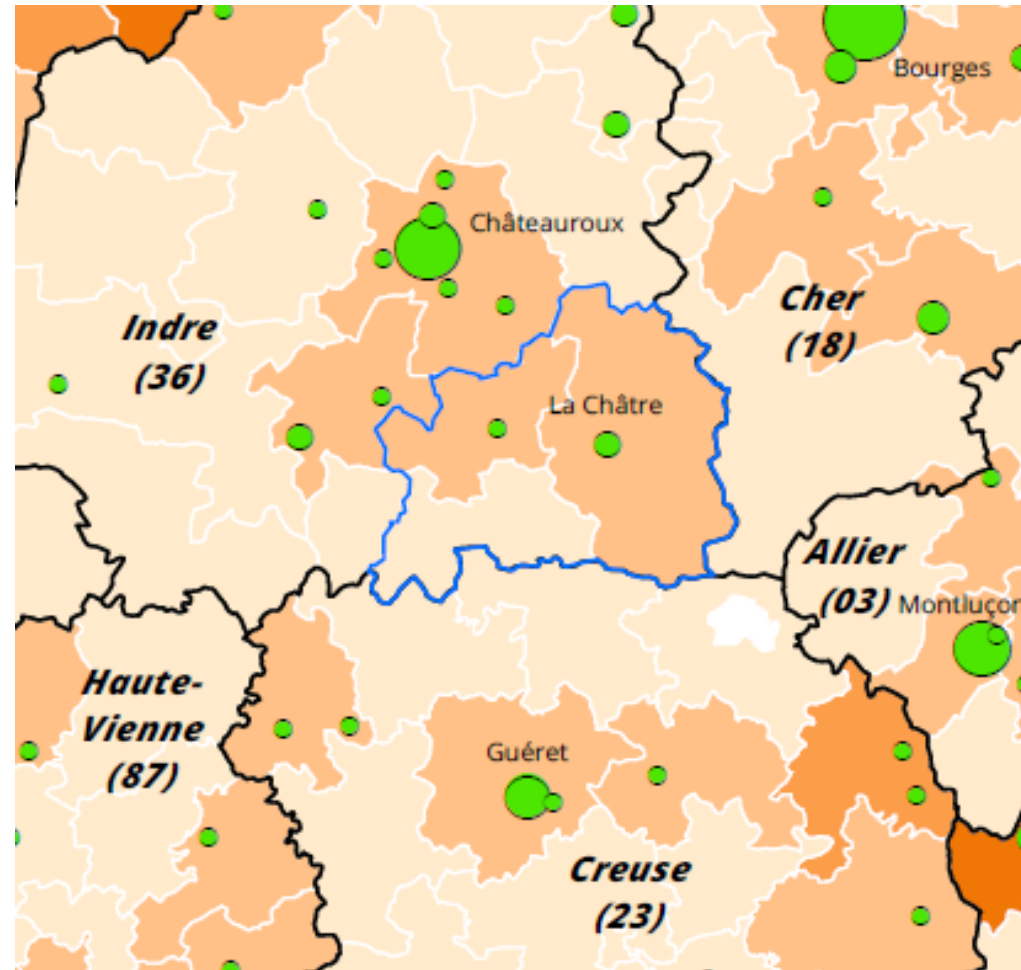 Bourges
Châteauroux
Indre
(36)
Cher
(18)
La Châtre
Allier
(03)
Montluçon
Haute-
Vienne
(87)
Guéret
Creuse
(23)